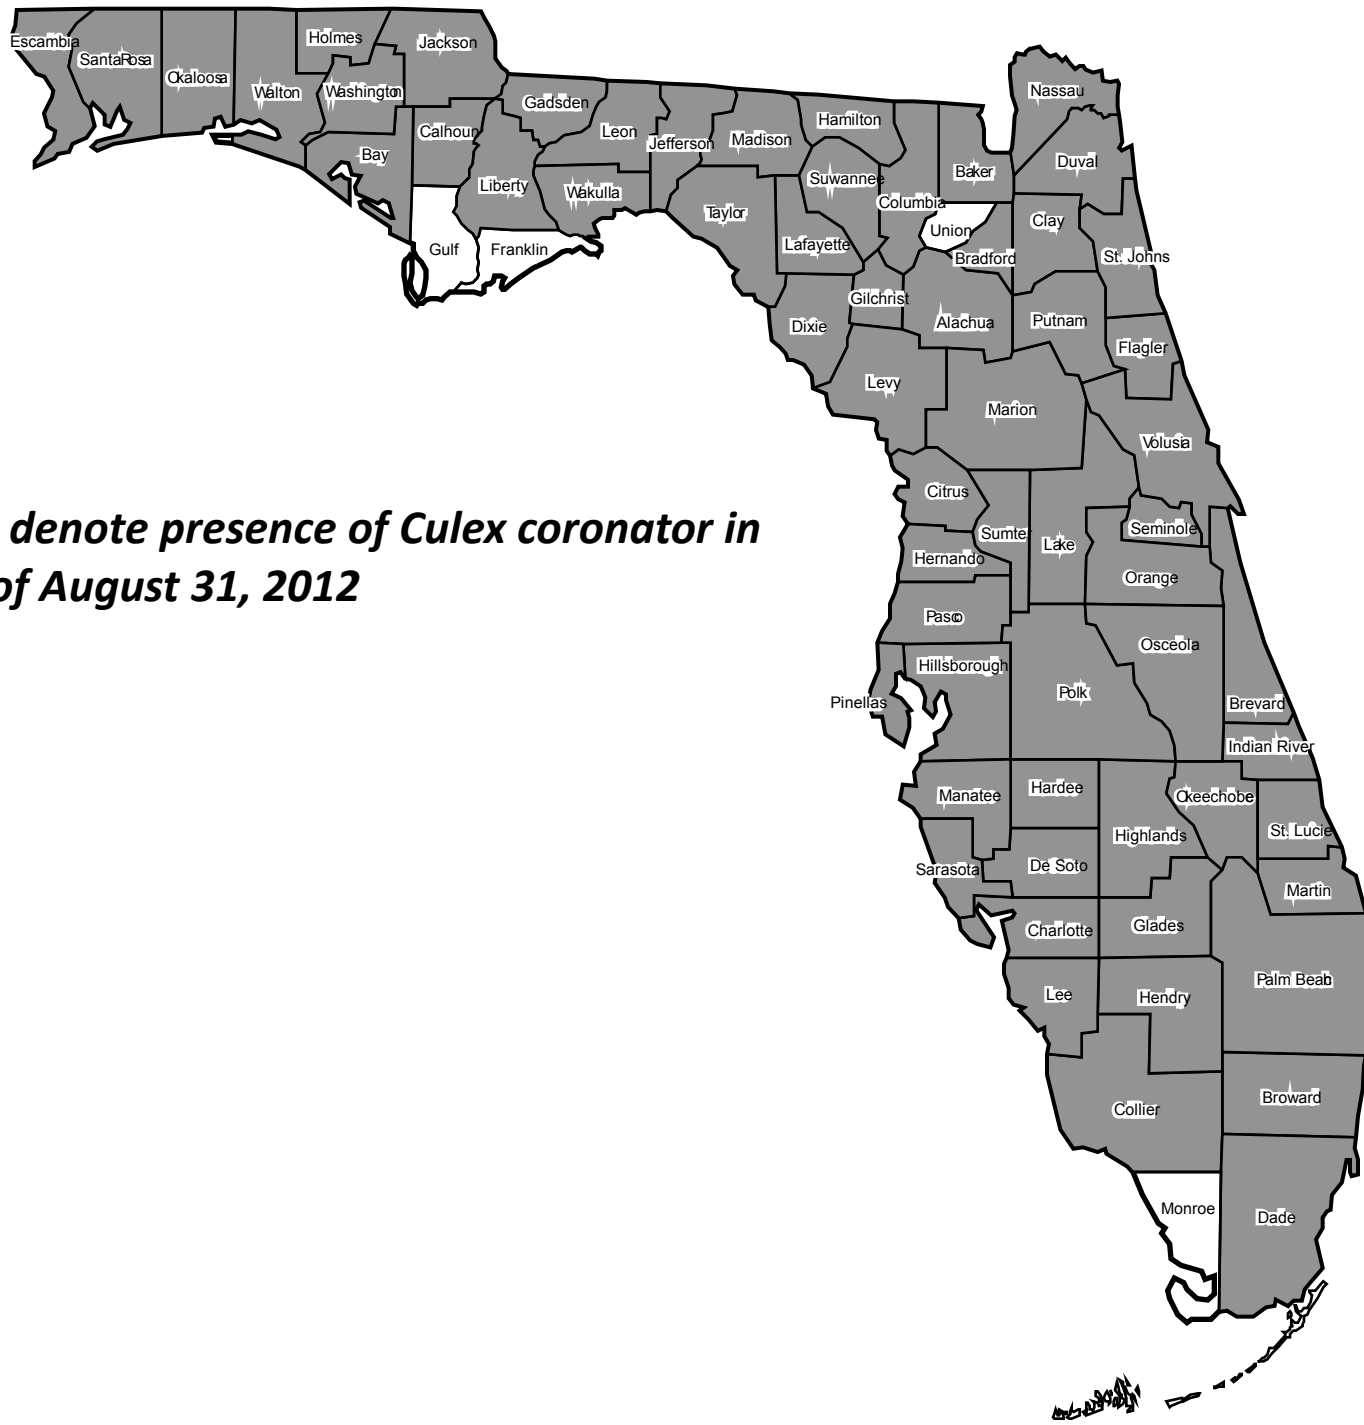 Escambia
SantaRosa
Okaloosa
Walton
Holmes
Washington
Jackson
Bay
Calhoun
Gulf
Liberty
Franklin
Gadsden
Leon
Wakulla
Jefferson
Madison
Taylor
Hamilton
Suwannee
Lafayette
Dixie
Columbia
Gilchrist
Levy
Baker
Union
Bradford
Alachua
Nassau
Duval
Clay
St. Johns
Putnam
Flagler
Marion
Volusia
Citrus
Sumter
Lake
Seminole
Hernando
Orange
Pasco
denote presence of Culex coronator in
of August 31, 2012
Osceola
Hillsborough
Pinellas
Polk
Brevard
Indian River
Manatee
Hardee
Okeechobe
Highlands
St. Lucie
Sarasota
De Soto
Martin
Charlotte
Glades
Lee
Hendry
Palm Beach
Collier
Broward
Monroe
Dade